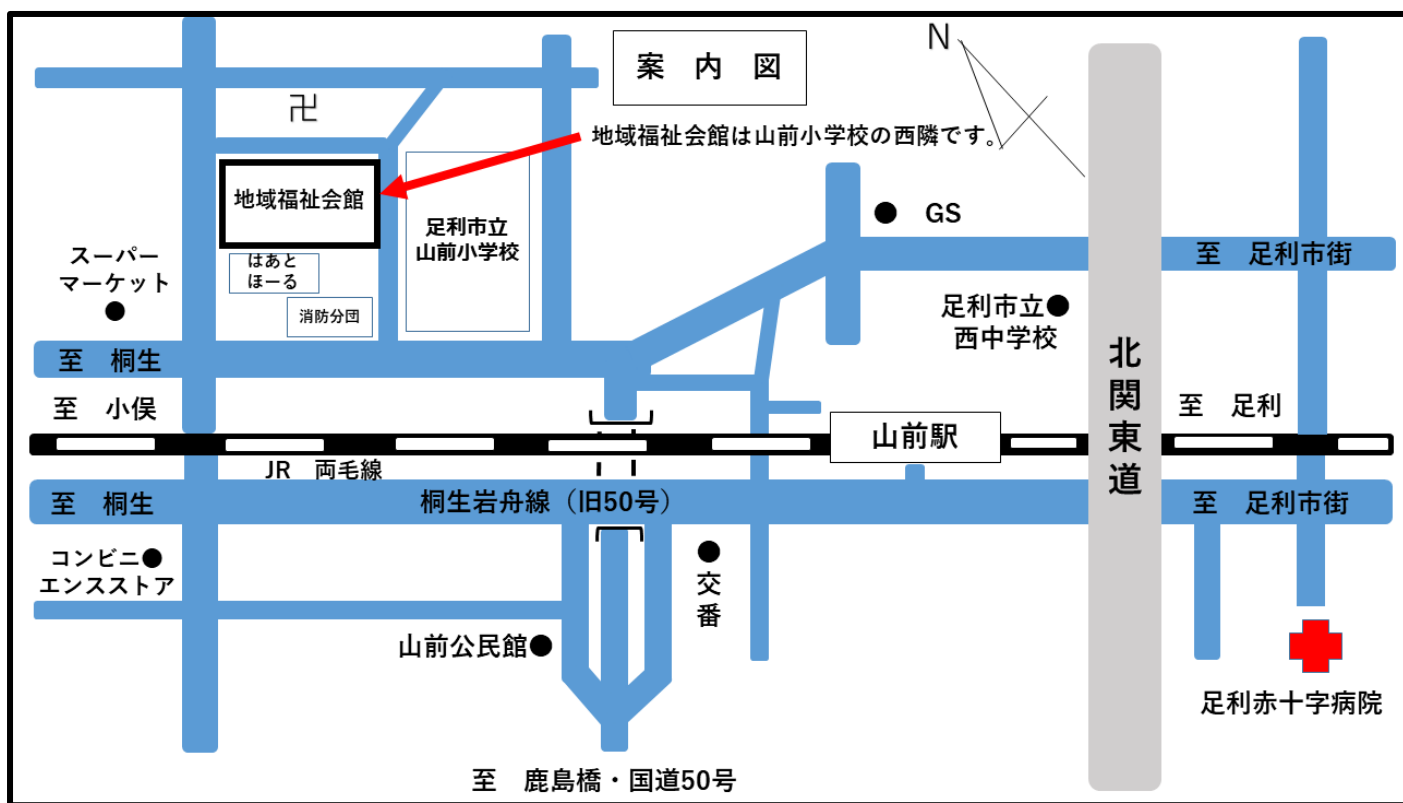 案 内 図
N
卍
地域福祉会館は山前小学校の西隣です。
地域福祉会館
足利市立
山前小学校
はあと
ほーる
消防分団
スーパー
マーケット
GS
至 足利市街
足利市立
西中学校
北関東道
至 桐生
至 小俣
至 足利
山前駅
JR 両毛線
至 桐生
桐生岩舟線（旧50号）
至 足利市街
コンビニ
エンスストア
交番
山前公民館
足利赤十字病院
至 鹿島橋・国道50号